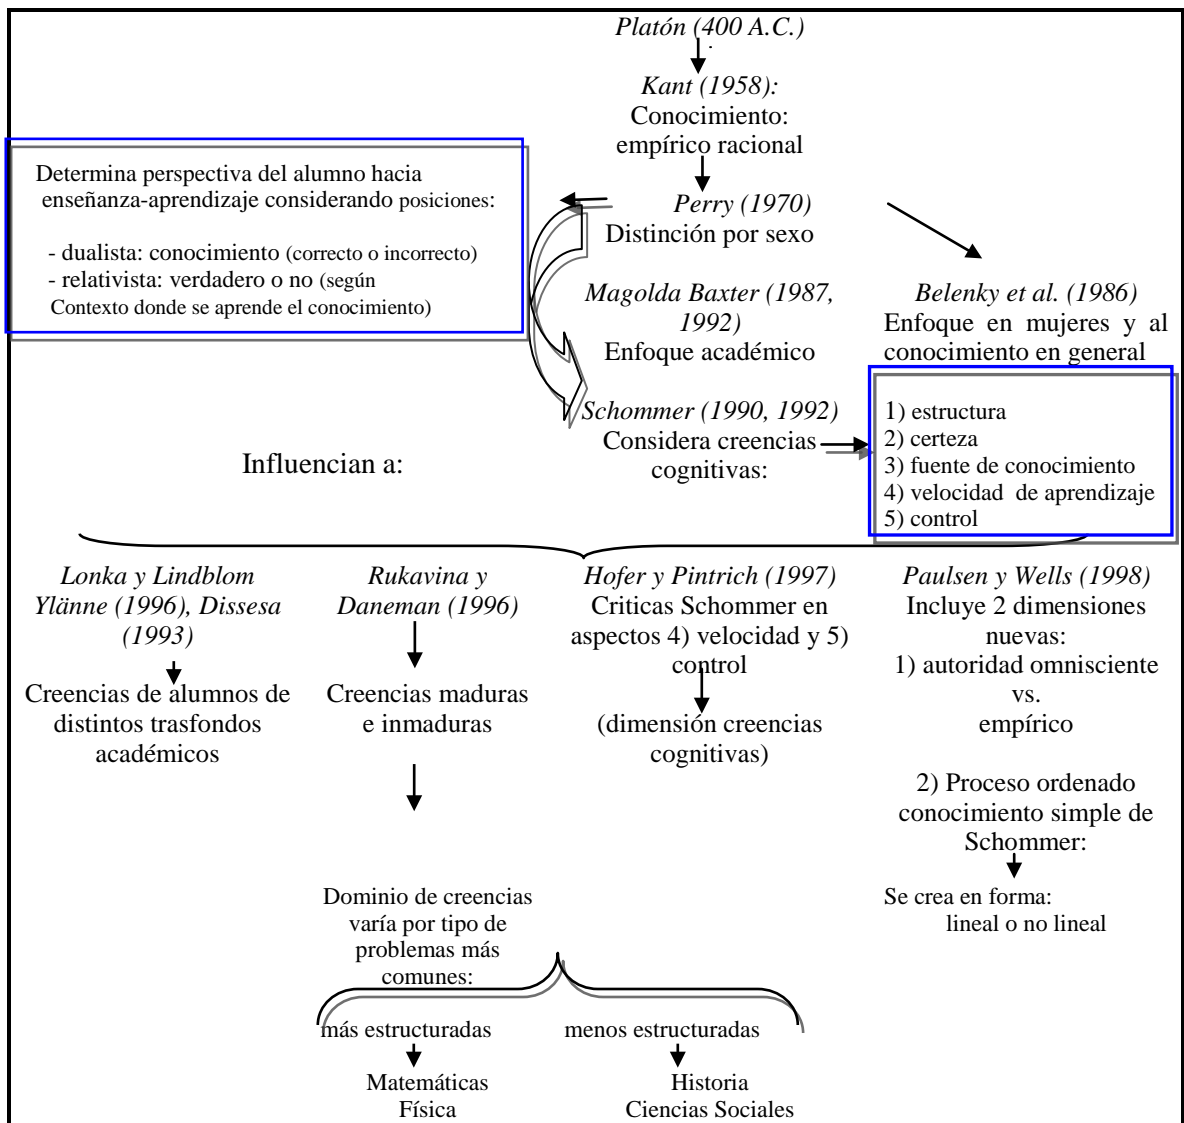 Platón (400 A.C.)
Kant (1958):
Conocimiento:
empírico racional
Determina perspectiva del alumno hacia
enseñanza-aprendizaje considerando posiciones:
- dualista: conocimiento (correcto o incorrecto)
- relativista: verdadero o no (según
Contexto donde se aprende el conocimiento)
Perry (1970)
Distinción por sexo
Magolda Baxter (1987,
1992)
Enfoque académico
Belenky et al. (1986)
Enfoque en mujeres y al
conocimiento en general
Schommer (1990, 1992)
Considera creencias
cognitivas:
1) estructura
2) certeza
3) fuente de conocimiento
4) velocidad de aprendizaje
5) control
Influencian a:
Lonka y Lindblom
Ylänne (1996), Dissesa
(1993)
Creencias de alumnos de
distintos trasfondos
académicos
Rukavina y
Daneman (1996)
Creencias maduras
e inmaduras
Hofer y Pintrich (1997)
Criticas Schommer en
aspectos 4) velocidad y 5)
control
(dimensión creencias
cognitivas)
Paulsen y Wells (1998)
Incluye 2 dimensiones
nuevas:
1) autoridad omnisciente
vs.
empírico
2) Proceso ordenado
conocimiento simple de
Schommer:
Se crea en forma:
lineal o no lineal
Dominio de creencias
varía por tipo de
problemas más
comunes:
más estructuradas
menos estructuradas
Matemáticas
Física
Historia
Ciencias Sociales